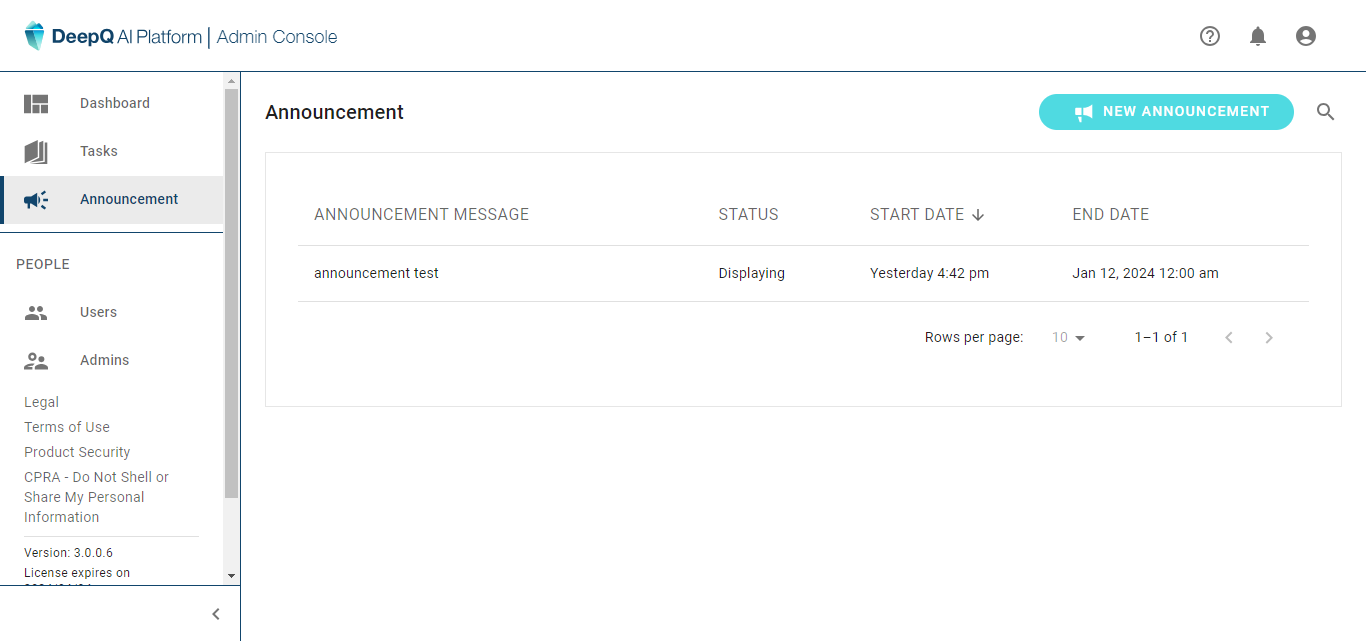 DeepQ AI Platform | Admin Console
Dashboard
Tasks
Announcement
PEOPLE
Users
Admins
Legal
Terms of Use
Product Security
CPRA - Do Not Shell or
Share My Personal
Information
Version: 3.0.0.6
License expires on
Announcement
NEW ANNOUNCEMENT
ANNOUNCEMENT MESSAGE STATUS START DATE END DATE
announcement test Displaying Yesterday 4:42 pm Jan 12, 2024 12:00 am
Rows per page: 10 1–1 of 1